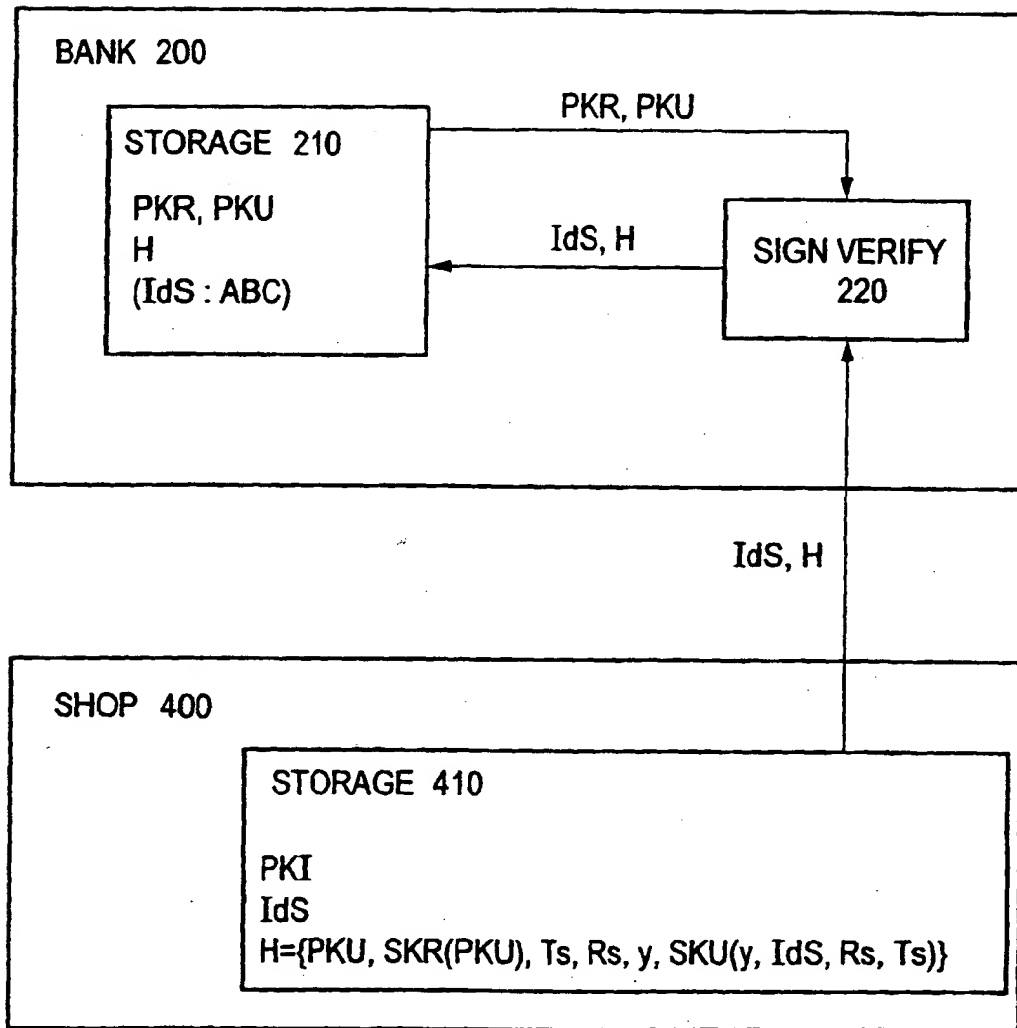 BANK 200
PKR, PKU
STORAGE 210
PKR, PKU
H
(IdS : ABC)
IdS, H
SIGN VERIFY
220
IdS, H
SHOP 400
STORAGE 410
PKI
IdS
H={PKU, SKR(PKU), Ts, Rs, y, SKU(y, IdS, Rs, Ts)}